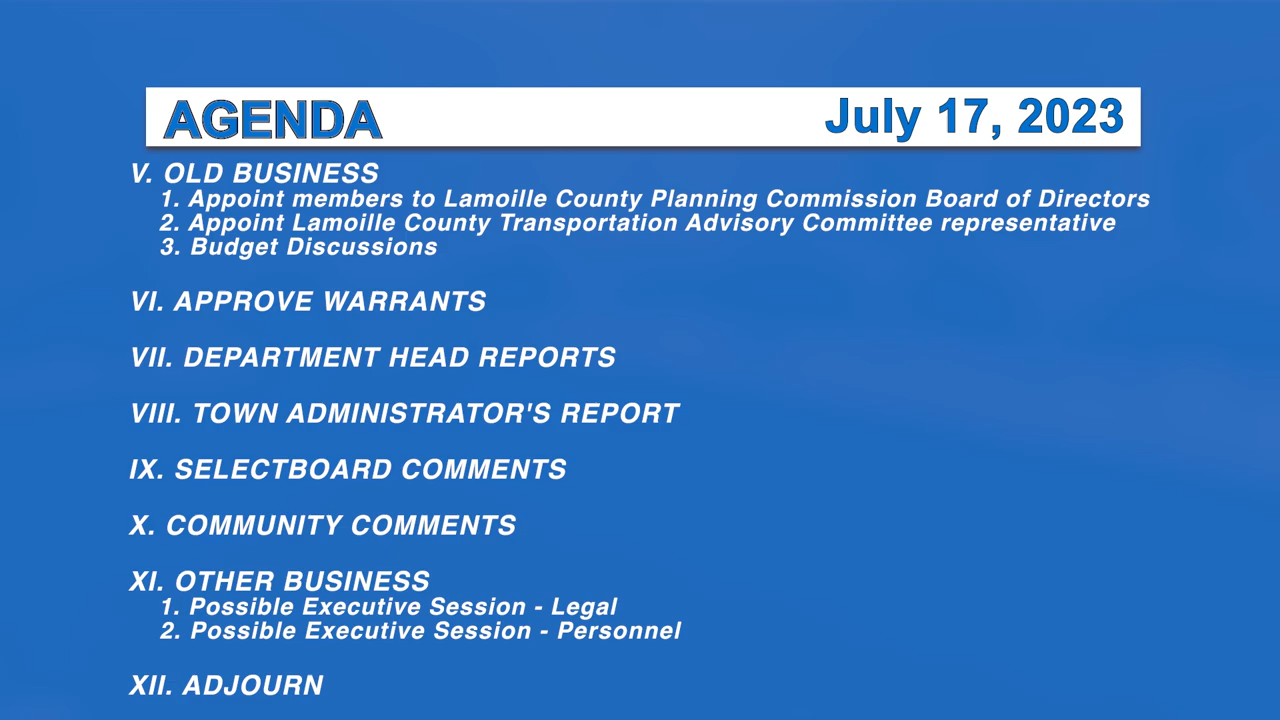 AGENDA July 17, 2023
V. OLD BUSINESS
1. Appoint members to Lamoille County Planning Commission Board of Directors
2. Appoint Lamoille County Transportation Advisory Committee representative
3. Budget Discussions
VI. APPROVE WARRANTS
VII. DEPARTMENT HEAD REPORTS
VIII. TOWN ADMINISTRATOR'S REPORT
IX. SELECTBOARD COMMENTS
X. COMMUNITY COMMENTS
XI. OTHER BUSINESS
1. Possible Executive Session - Legal
2. Possible Executive Session - Personnel
XII. ADJOURN